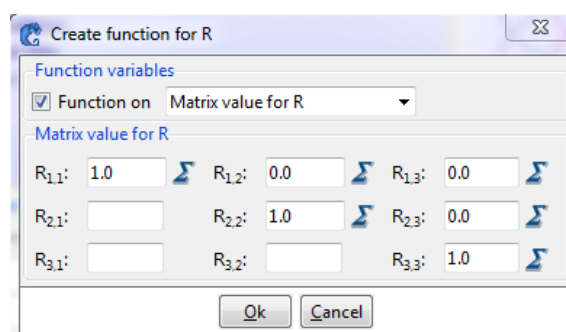 Create function for R
Function variables
Function on Matrix value for R
Matrix value for R
R1,1: 1.0 Σ R1,2: 0.0 Σ R1,3: 0.0 Σ
R2,1: R2,2: 1.0 Σ R2,3: 0.0 Σ
R3,1: R3,2: R3,3: 1.0 Σ
Ok Cancel